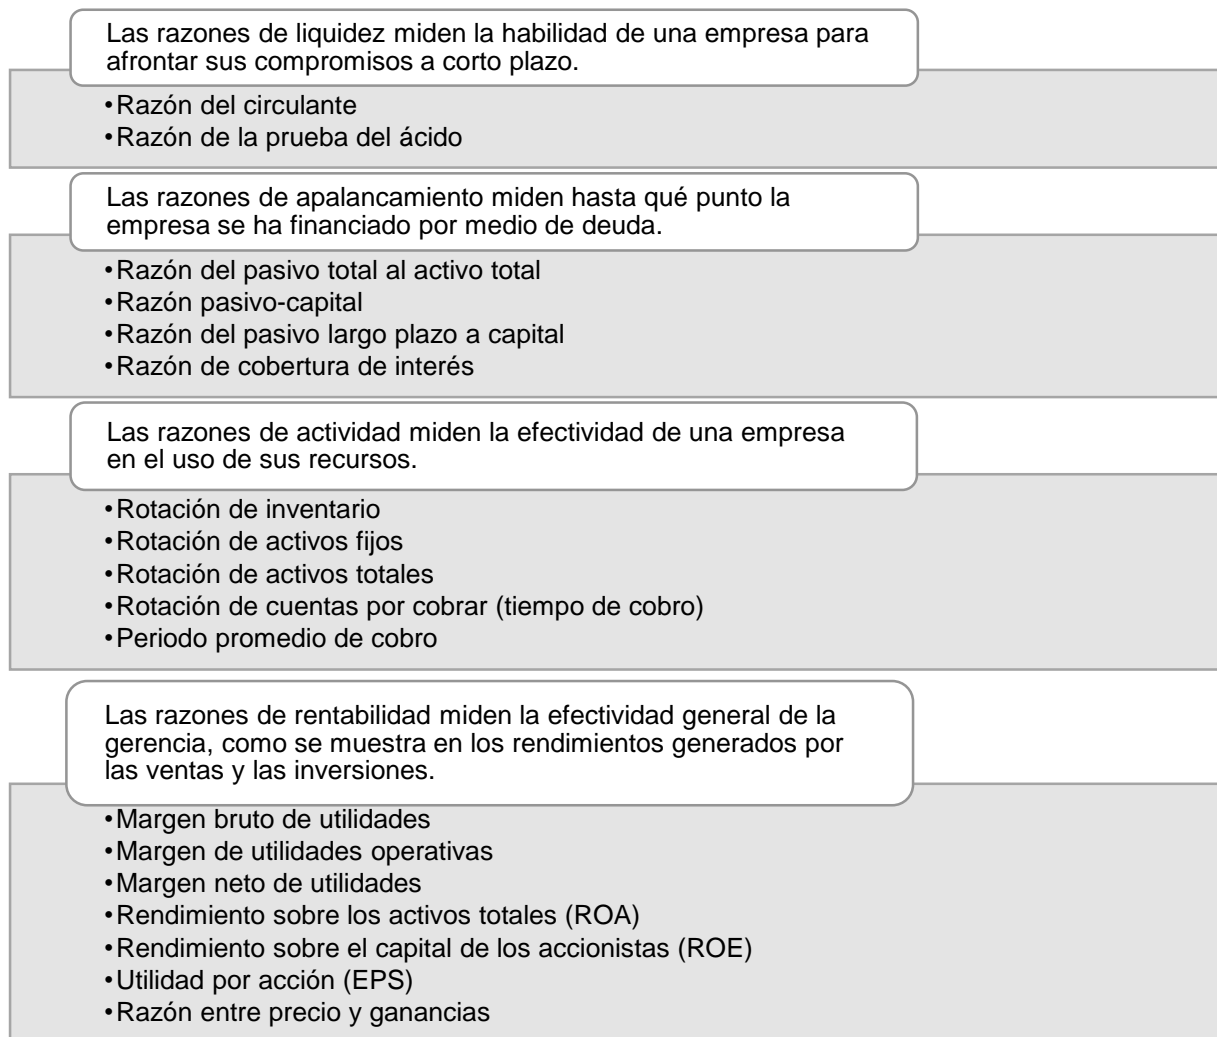 Las razones de liquidez miden la habilidad de una empresa para
afrontar sus compromisos a corto plazo.
•Razón del circulante
•Razón de la prueba del ácido
Las razones de apalancamiento miden hasta qué punto la
empresa se ha financiado por medio de deuda.
•Razón del pasivo total al activo total
•Razón pasivo-capital
•Razón del pasivo largo plazo a capital
•Razón de cobertura de interés
Las razones de actividad miden la efectividad de una empresa
en el uso de sus recursos.
•Rotación de inventario
•Rotación de activos fijos
•Rotación de activos totales
•Rotación de cuentas por cobrar (tiempo de cobro)
•Periodo promedio de cobro
Las razones de rentabilidad miden la efectividad general de la
gerencia, como se muestra en los rendimientos generados por
las ventas y las inversiones.
•Margen bruto de utilidades
•Margen de utilidades operativas
•Margen neto de utilidades
•Rendimiento sobre los activos totales (ROA)
•Rendimiento sobre el capital de los accionistas (ROE)
•Utilidad por acción (EPS)
•Razón entre precio y ganancias